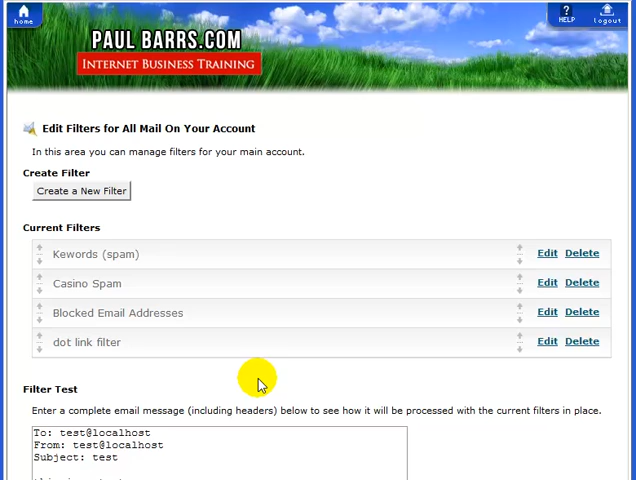 home
HELP
logout
PAUL BARRS.COM
INTERNET BUSINESS TRAINING
Edit Filters for All Mail On Your Account
In this area you can manage filters for your main account.
Create Filter
Create a New Filter
Current Filters
Kewords (spam) Edit Delete
Casino Spam Edit Delete
Blocked Email Addresses Edit Delete
dot link filter Edit Delete
Filter Test
Enter a complete email message (including headers) below to see how it will be processed with the current filters in place.
To: test@localhost
From: test@localhost
Subject: test